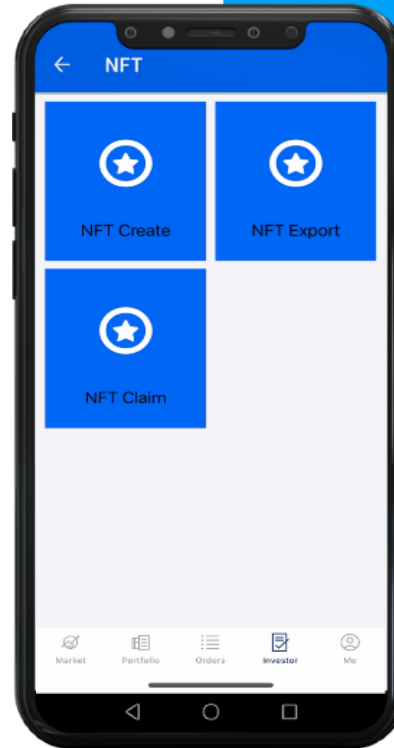 NFT
NFT Create
NFT Export
NFT Claim
Market
Portfolio
Orders
Investor
Me